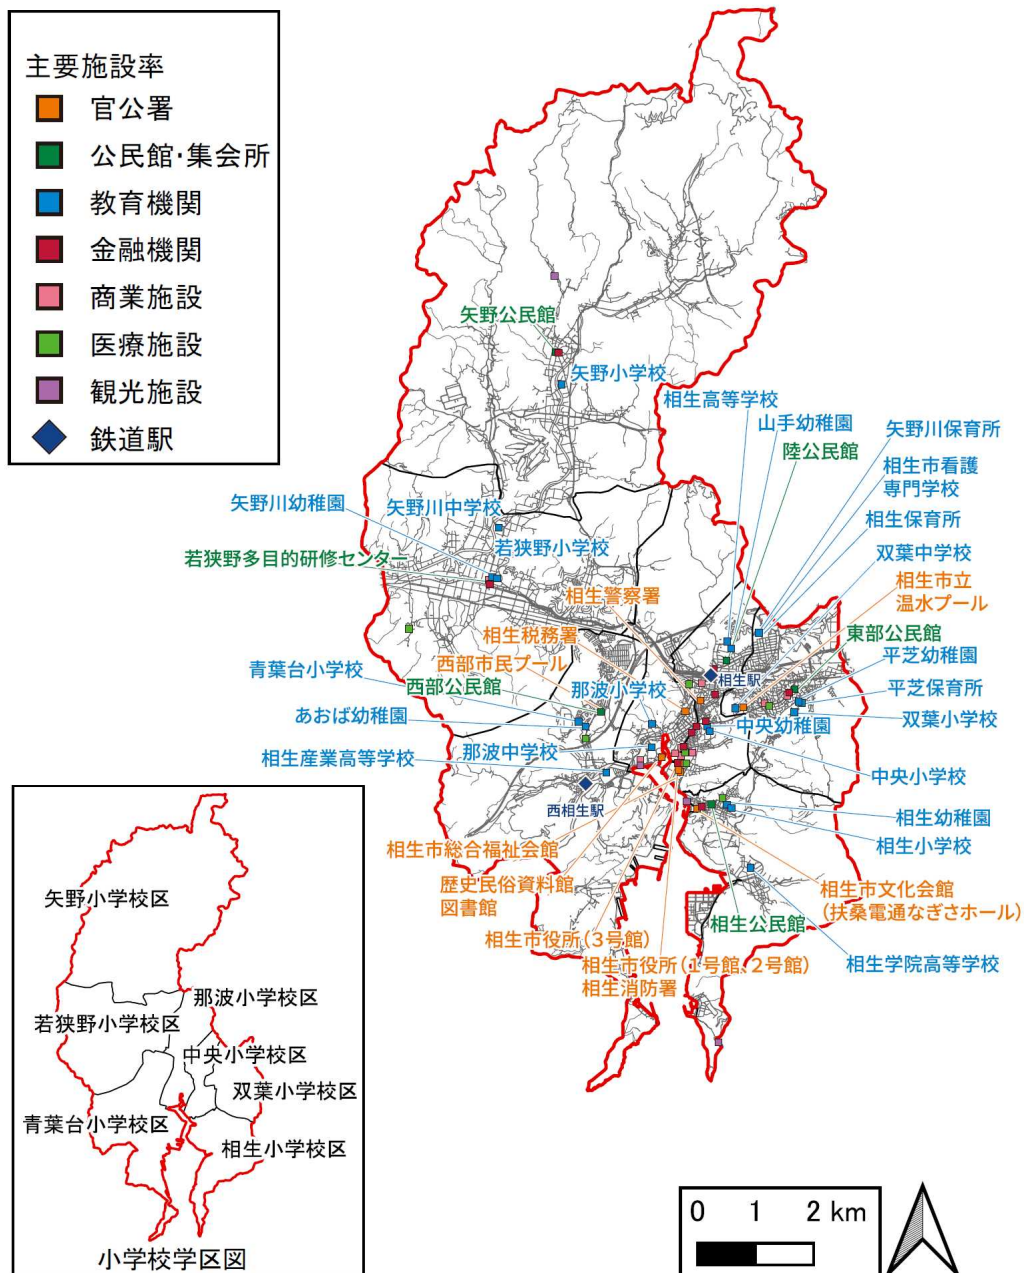 主要施設率
官公署
公民館・集会所
教育機関
金融機関
商業施設
医療施設
観光施設
鉄道駅
矢野公民館
矢野小学校
相生高等学校
山手幼稚園
陸公民館
矢野川保育所
相生市看護
専門学校
相生保育所
双葉中学校
相生市立
温水プール
東部公民館
平芝幼稚園
平芝保育所
双葉小学校
矢野川幼稚園
矢野川中学校
若狭野小学校
若狭野多目的研修センター
相生警察署
相生税務署
西部市民プール
青葉台小学校
西部公民館
那波小学校
相生駅
あおば幼稚園
中央幼稚園
相生産業高等学校
那波中学校
中央小学校
西相生駅
相生幼稚園
相生小学校
相生市総合福祉会館
歴史民俗資料館
図書館
相生市文化会館
(扶桑電通なぎさホール)
相生公民館
相生市役所(3号館)
相生市役所(1号館、2号館)
相生消防署
相生学院高等学校
矢野小学校区
那波小学校区
若狭野小学校区
中央小学校区
双葉小学校区
青葉台小学校区
相生小学校区
小学校学区図
0 1 2 km